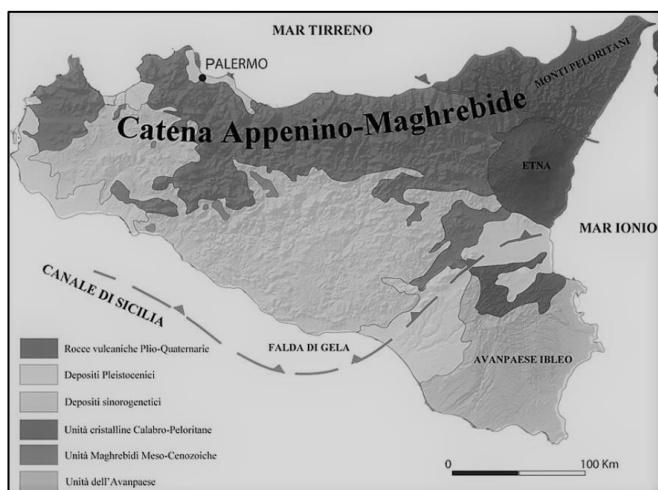 MAR TIRRENO
PALERMO
MONTI PELORITANI
Catena Appenino-Maghrebide
ETNA
MAR IONIO
CANALE DI SICILIA
FALDA DI GELA
AVANPAESE IBLEO
Rocce vulcaniche Plio-Quaternarie
Depositi Pleistocenici
Depositi sinorogenetici
Unità cristalline Calabro-Peloritane
Unità Maghrebidi Meso-Cenozoiche
Unità dell'Avanpaese
0 100 Km